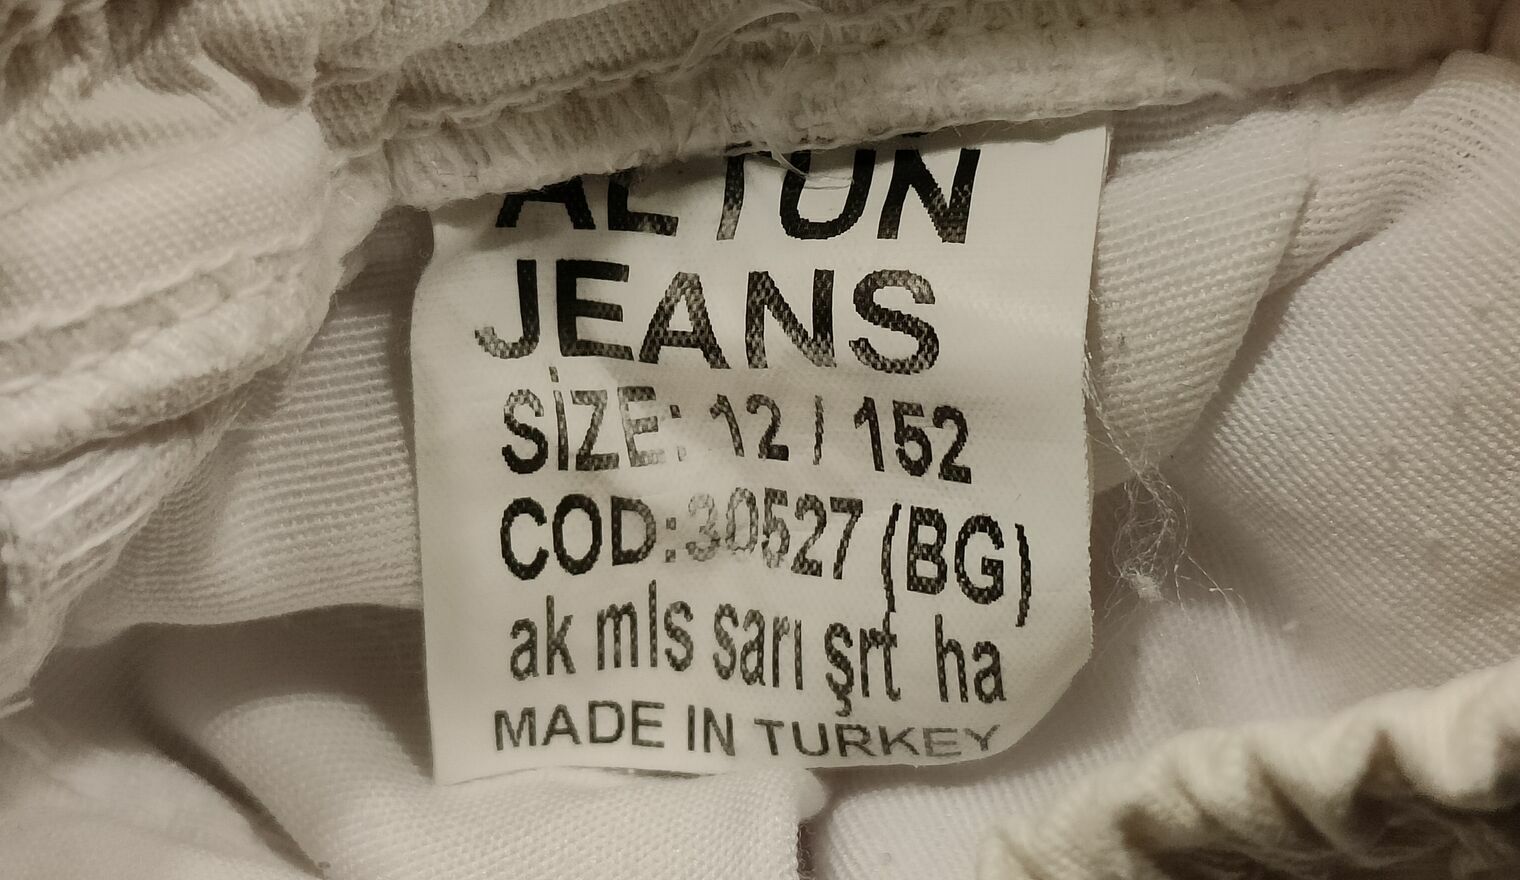 ALTUN
JEANS
SİZE: 12 / 152
COD:30527 (BG)
ak mls sarı şrt ha
MADE IN TURKEY